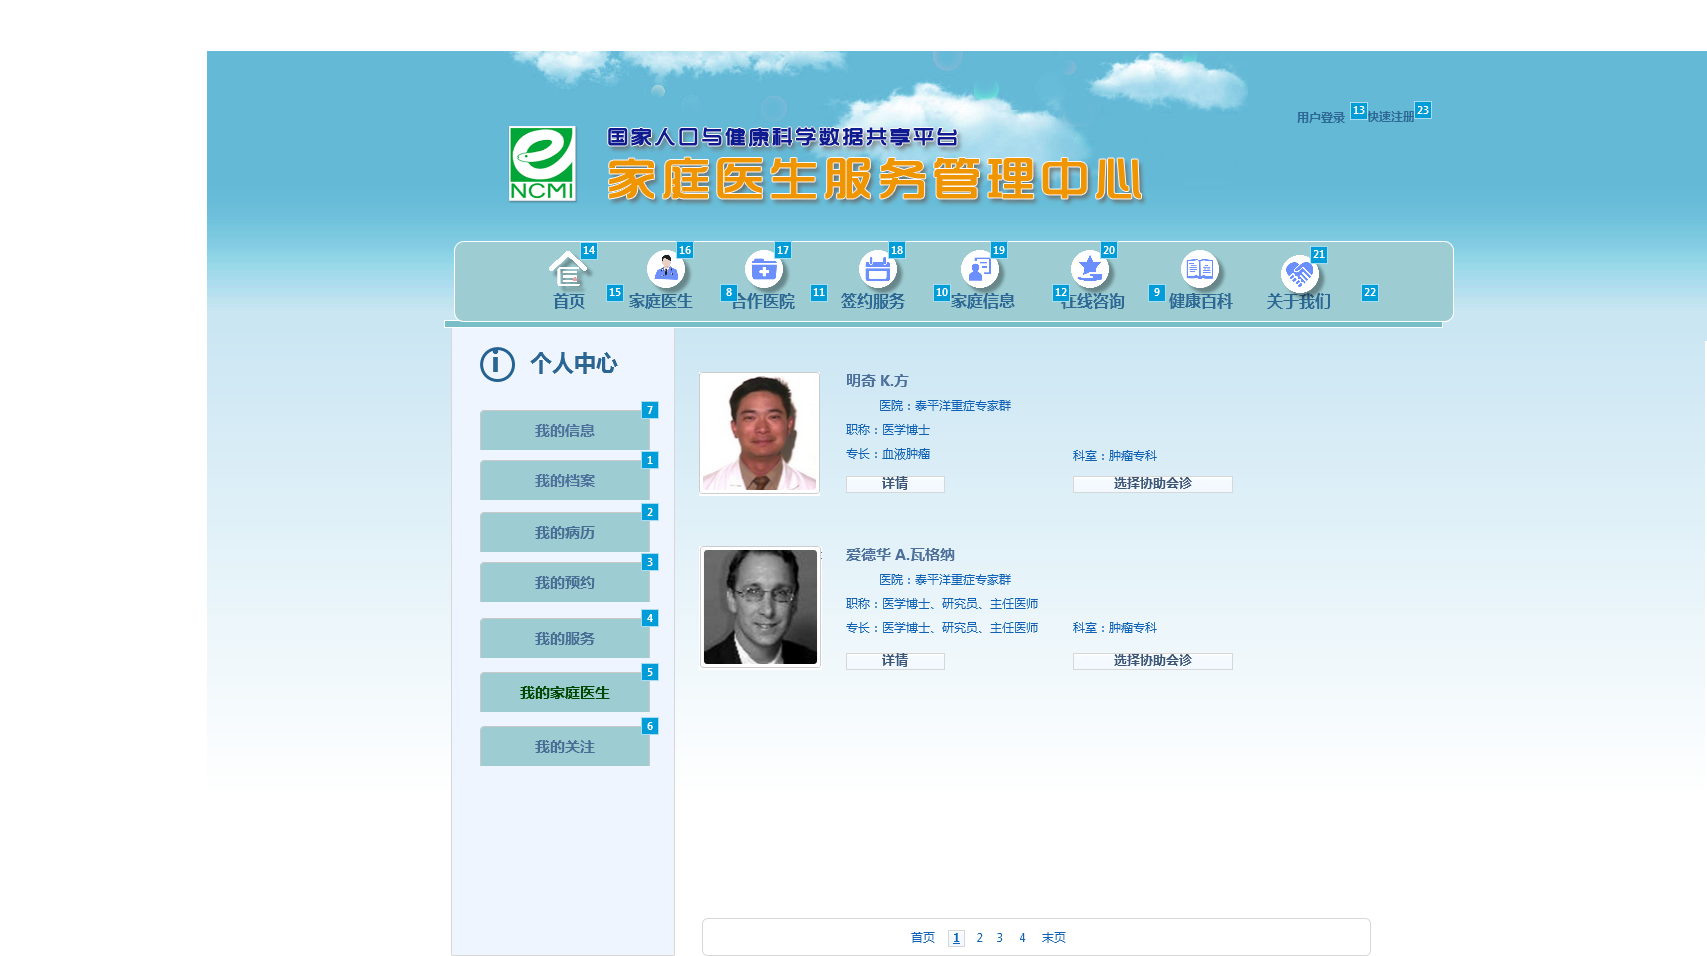 用户登录 13 快速注册 23
国家人口与健康科学数据共享平台
NCMI
家庭医生服务管理中心
14 16 17 18 19 20 21
首页 15 家庭医生 8 合作医院 11 签约服务 10 家庭信息 12 在线咨询 9 健康百科 关于我们 22
个人中心
7
我的信息
1
我的档案
2
我的病历
3
我的预约
4
我的服务
5
我的家庭医生
6
我的关注
明奇 K.方
医院：泰平洋重症专家群
职称：医学博士
专长：血液肿瘤 科室：肿瘤专科
详情 选择协助会诊
爱德华 A.瓦格纳
医院：泰平洋重症专家群
职称：医学博士、研究员、主任医师
专长：医学博士、研究员、主任医师 科室：肿瘤专科
详情 选择协助会诊
首页 1 2 3 4 末页